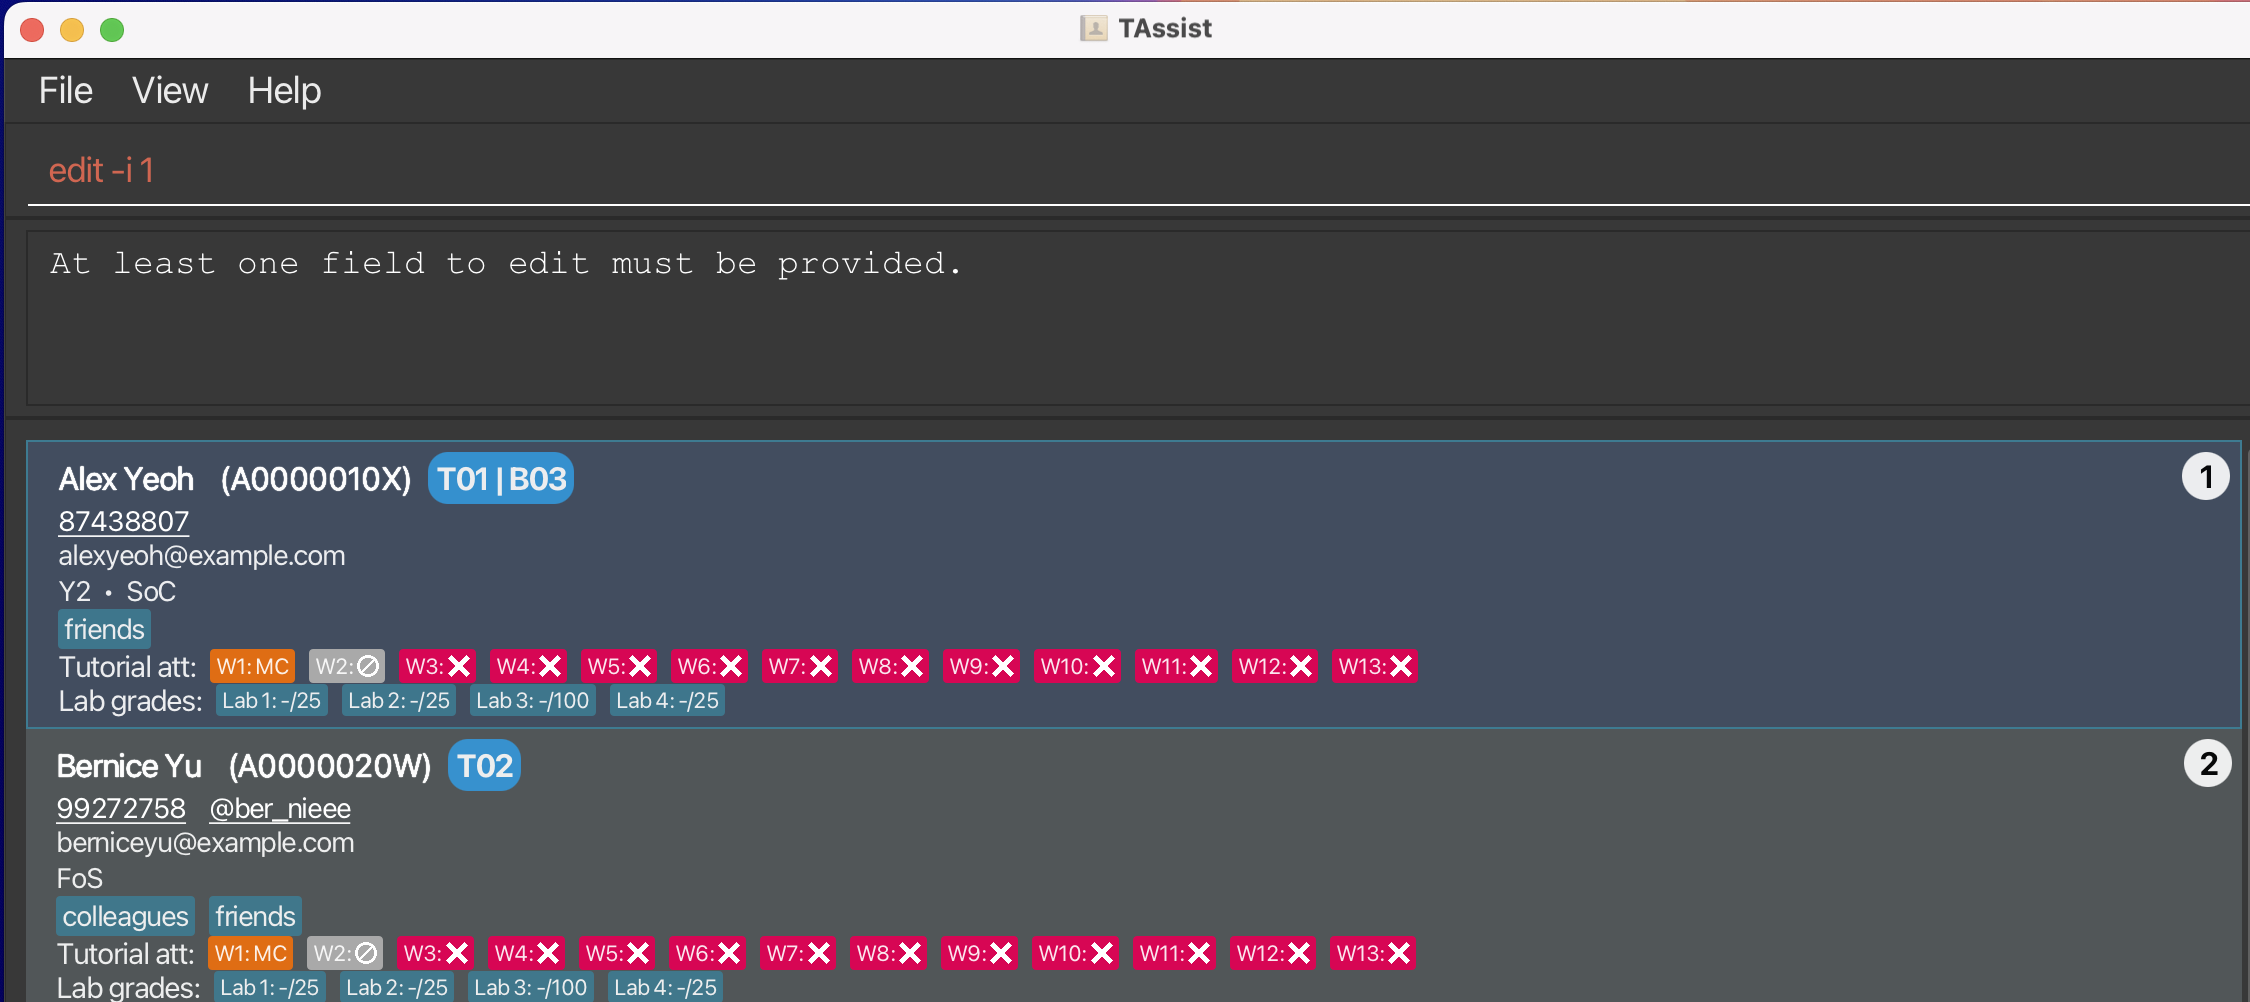 TAssist
File View Help
edit -i 1
At least one field to edit must be provided.
Alex Yeoh (A0000010X) T01 | B03 1
87438807
alexyeoh@example.com
Y2 • SoC
friends
Tutorial att: W1: MC W2:⊘ W3:❌ W4:❌ W5:❌ W6:❌ W7:❌ W8:❌ W9:❌ W10:❌ W11:❌ W12:❌ W13:❌
Lab grades: Lab 1: -/25 Lab 2: -/25 Lab 3: -/100 Lab 4: -/25
Bernice Yu (A0000020W) T02 2
99272758 @ber_nieee
berniceyu@example.com
FoS
colleagues friends
Tutorial att: W1: MC W2:⊘ W3:❌ W4:❌ W5:❌ W6:❌ W7:❌ W8:❌ W9:❌ W10:❌ W11:❌ W12:❌ W13:❌
Lab grades: Lab 1: -/25 Lab 2: -/25 Lab 3: -/100 Lab 4: -/25